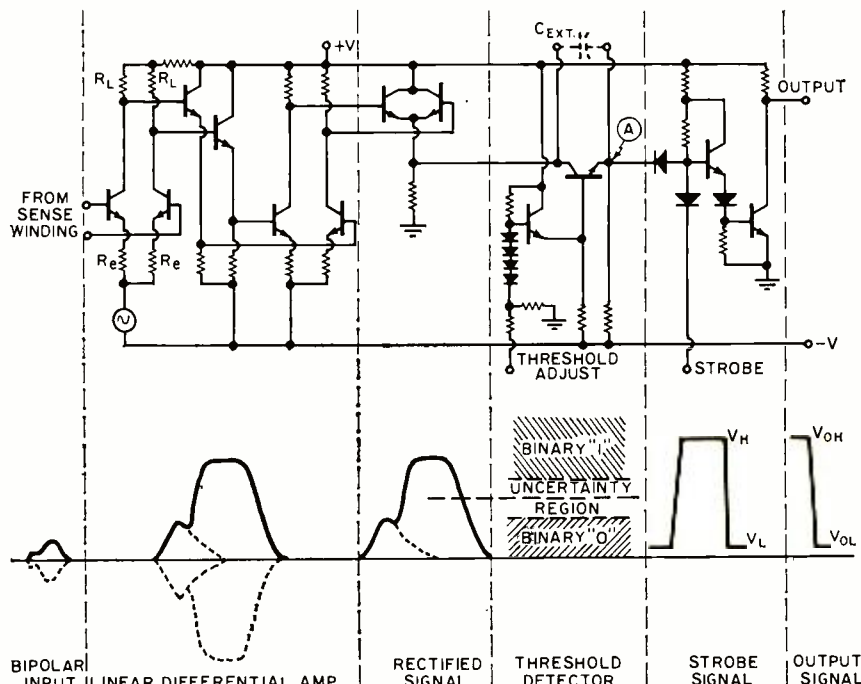 +V
C EXT.
R L
R L
OUTPUT
A
FROM
SENSE
WINDING
R e
R e
THRESHOLD
ADJUST
STROBE
-V
BINARY "1"
UNCERTAINTY
REGION
BINARY "0"
V H
V L
V OH
V OL
BIPOLAR
INPUT
LINEAR DIFFERENTIAL AMP
RECTIFIED
SIGNAL
THRESHOLD
DETECTOR
STROBE
SIGNAL
OUTPUT
SIGNAL